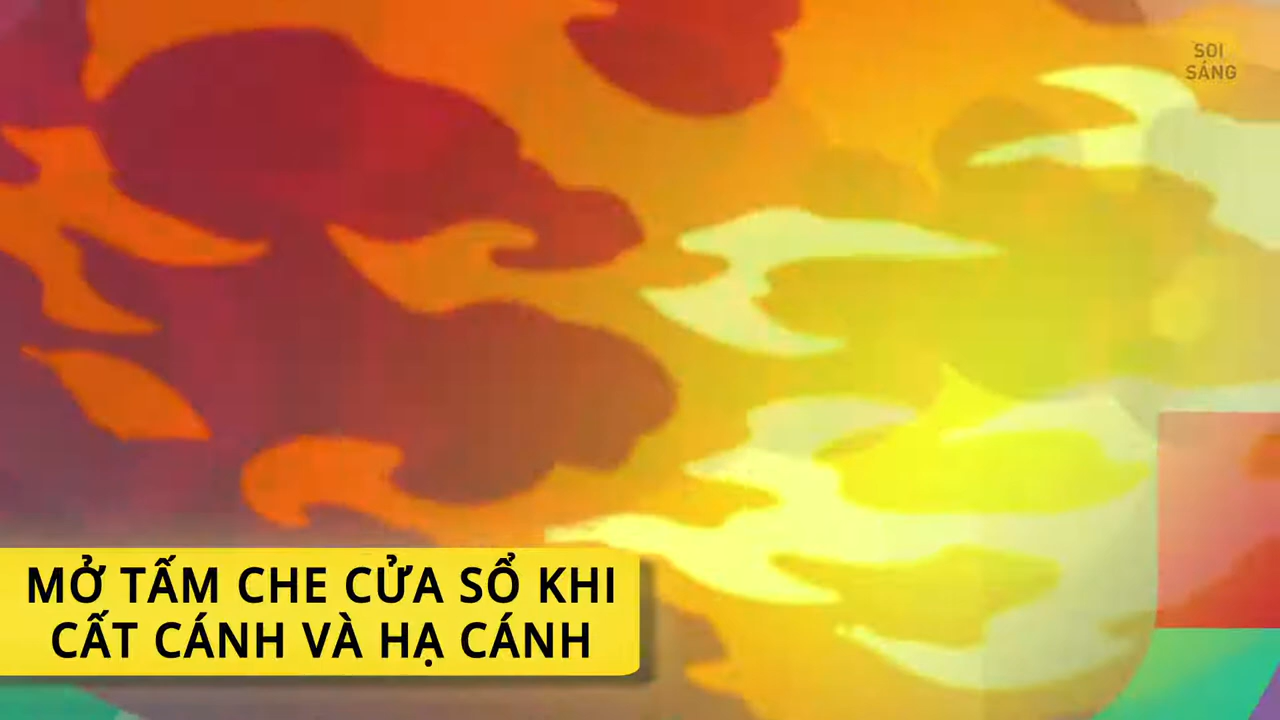 SOI
SÁNG
MỞ TẤM CHE CỬA SỔ KHI
CẤT CÁNH VÀ HẠ CÁNH